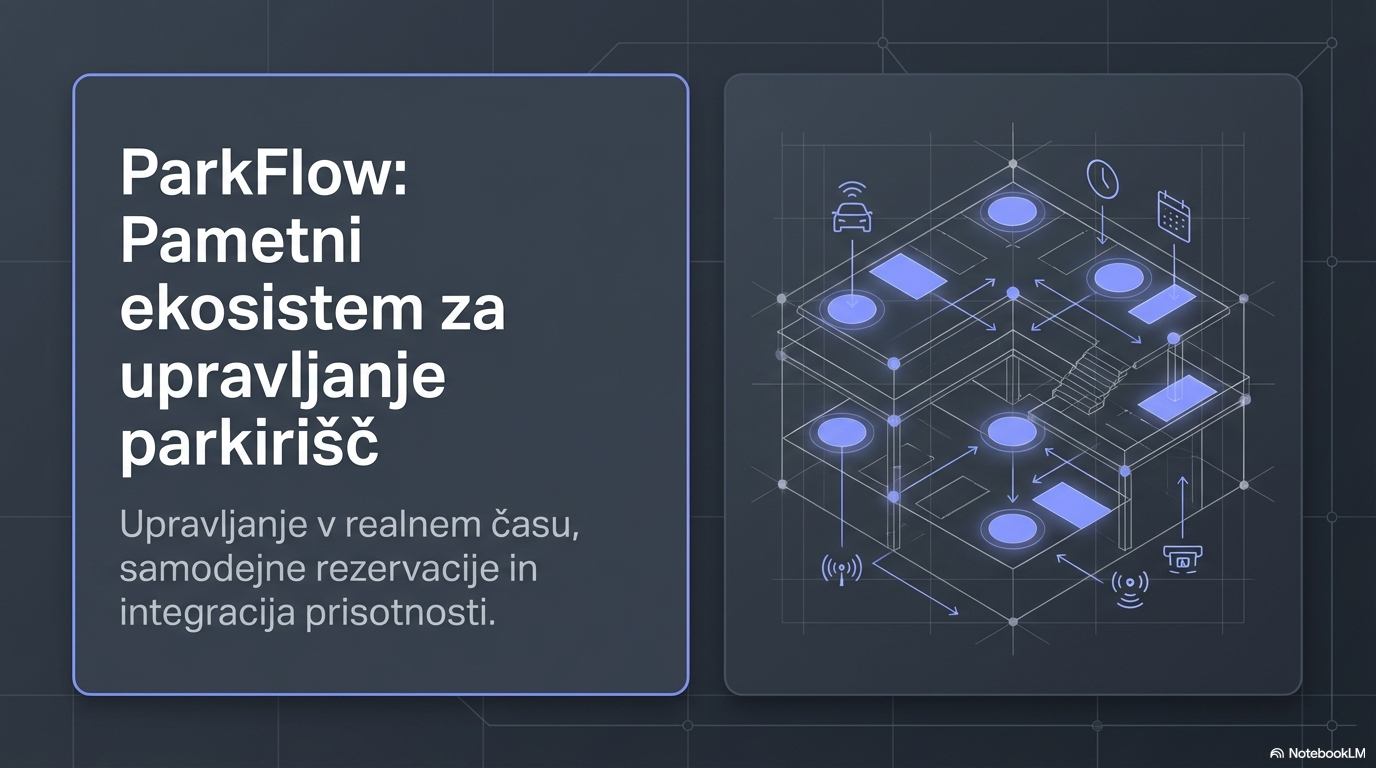 ParkFlow:
Pametni
ekosistem za
upravljanje
parkirišč
Upravljanje v realnem času,
samodejne rezervacije in
integracija prisotnosti.
NotebookLM